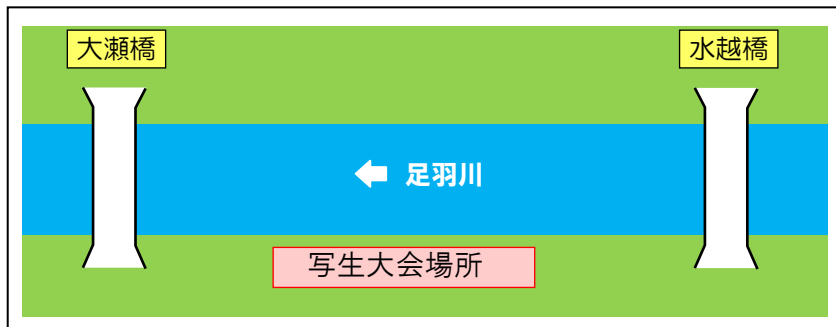 大瀬橋
水越橋
足羽川
写生大会場所